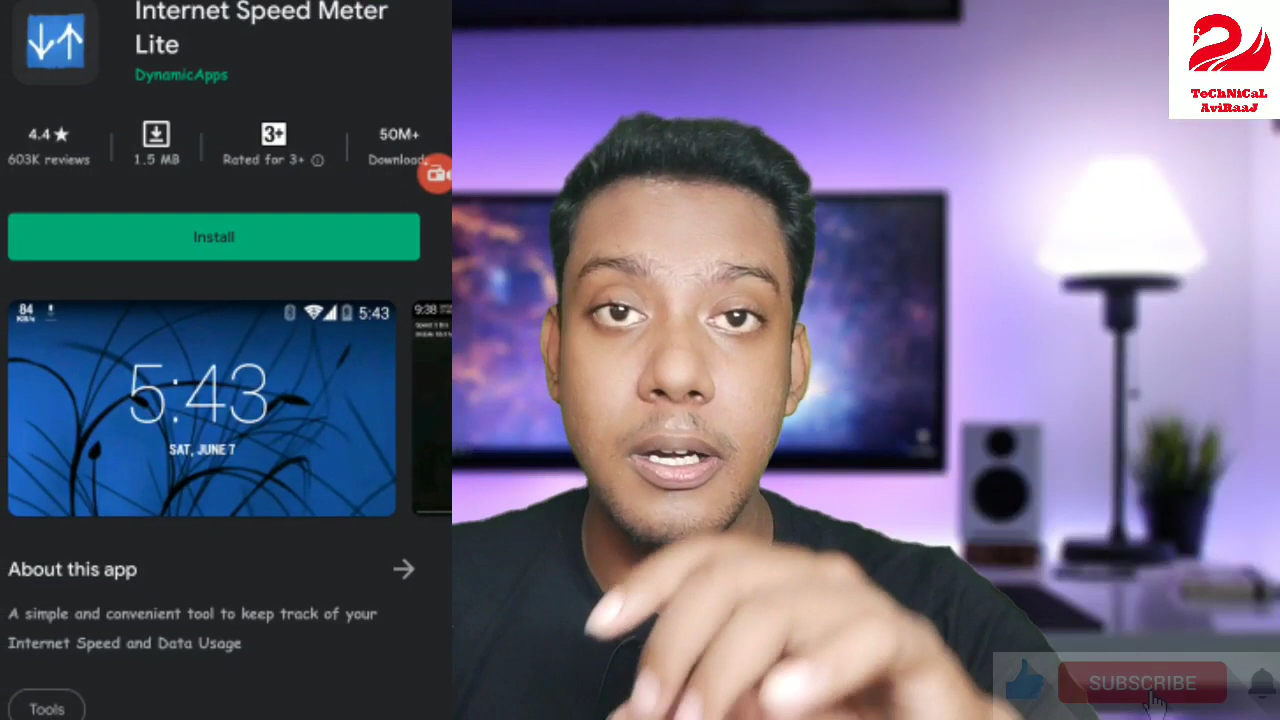 Internet Speed Meter
Lite
DynamicApps
4.4★
603K reviews
1.5 MB
3+
Rated for 3+
50M+
Download
Install
84
5:43
5:43
SAT, JUNE 7
9:38
About this app
A simple and convenient tool to keep track of your
Internet Speed and Data Usage
Tools
TeChNiCaL
AviRaaJ
SUBSCRIBE